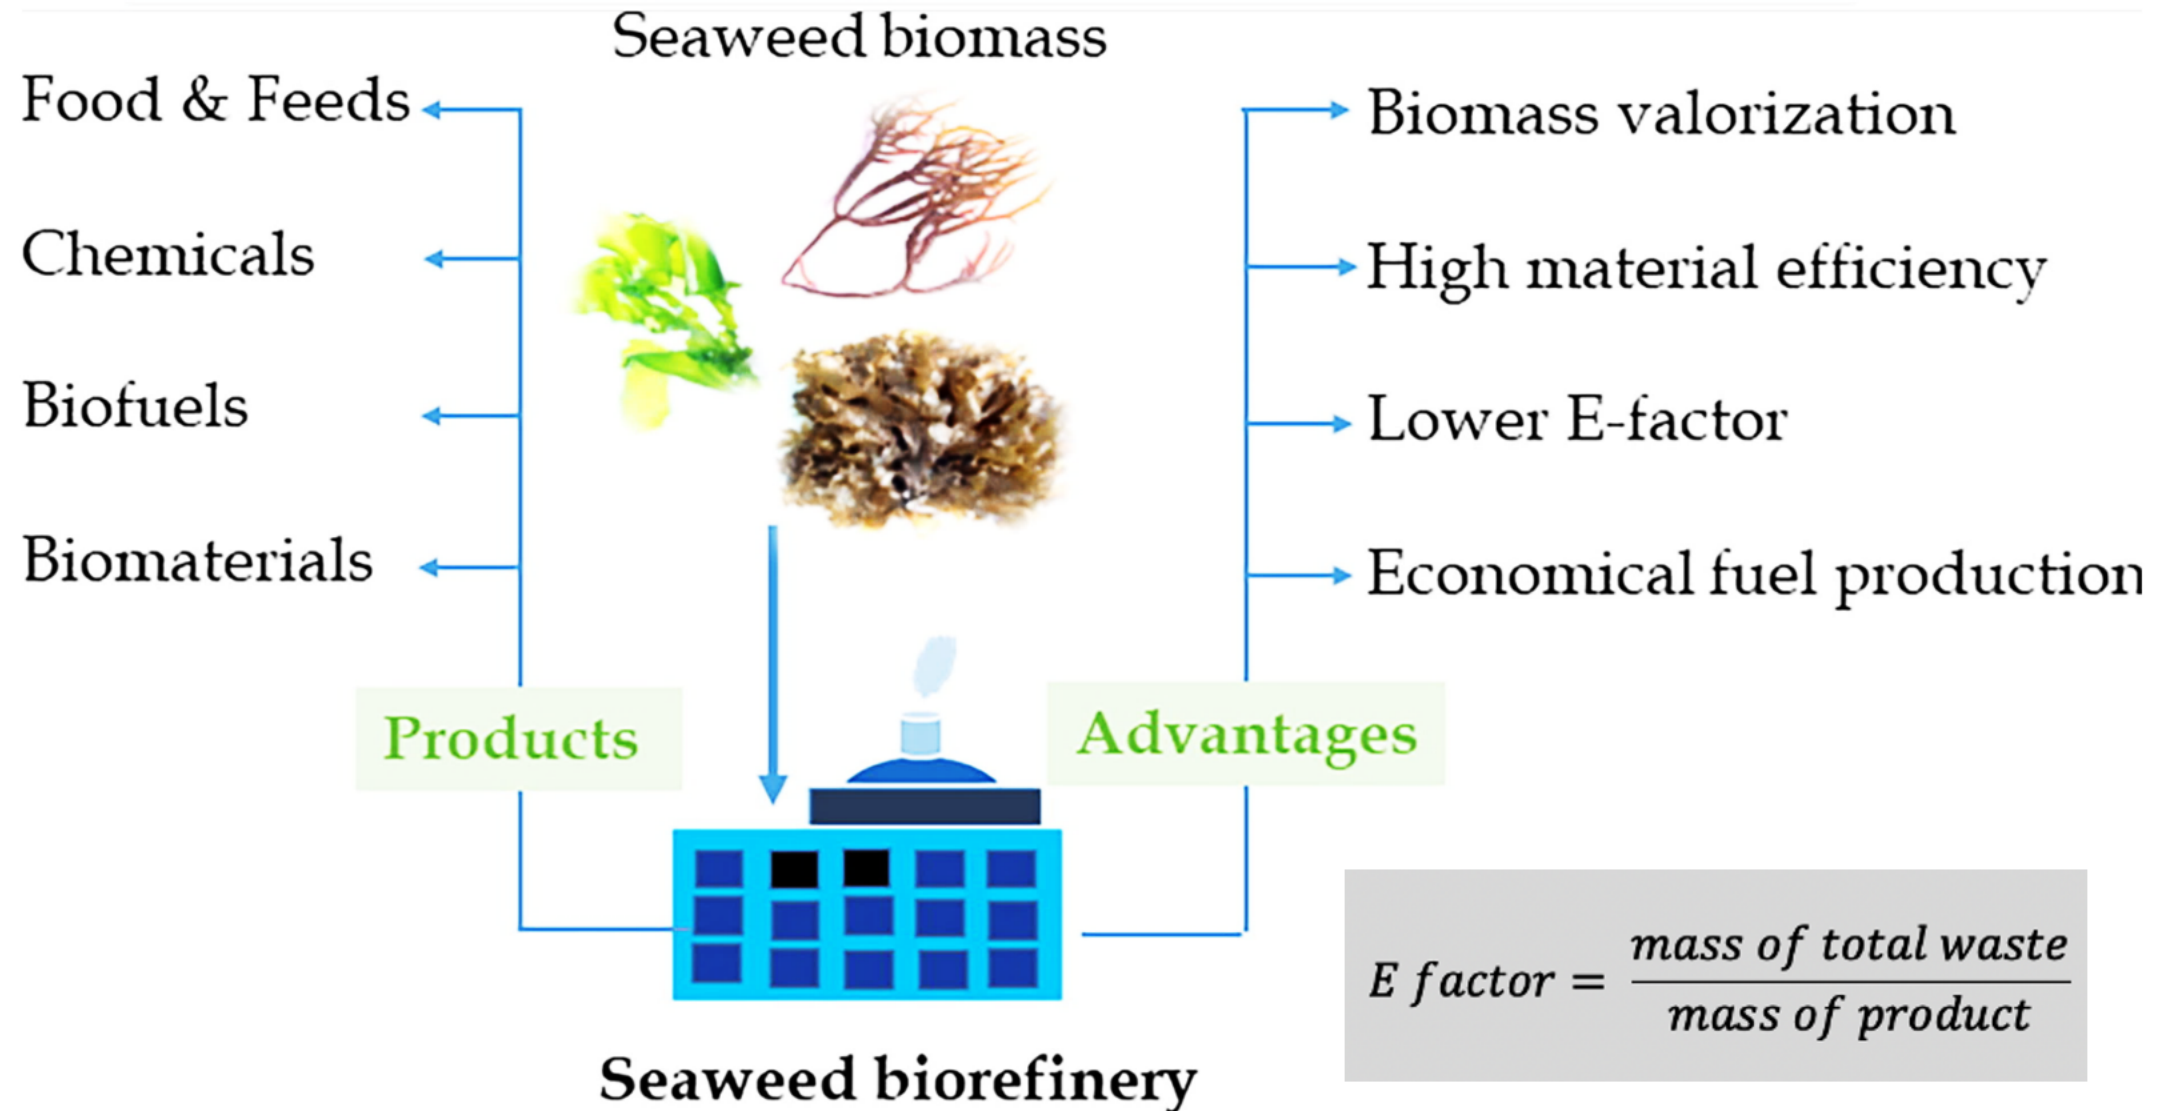 Seaweed biomass
Food & Feeds
Chemicals
Biofuels
Biomaterials
Products
Biomass valorization
High material efficiency
Lower E-factor
Economical fuel production
Advantages
E factor = mass of total waste / mass of product
Seaweed biorefinery